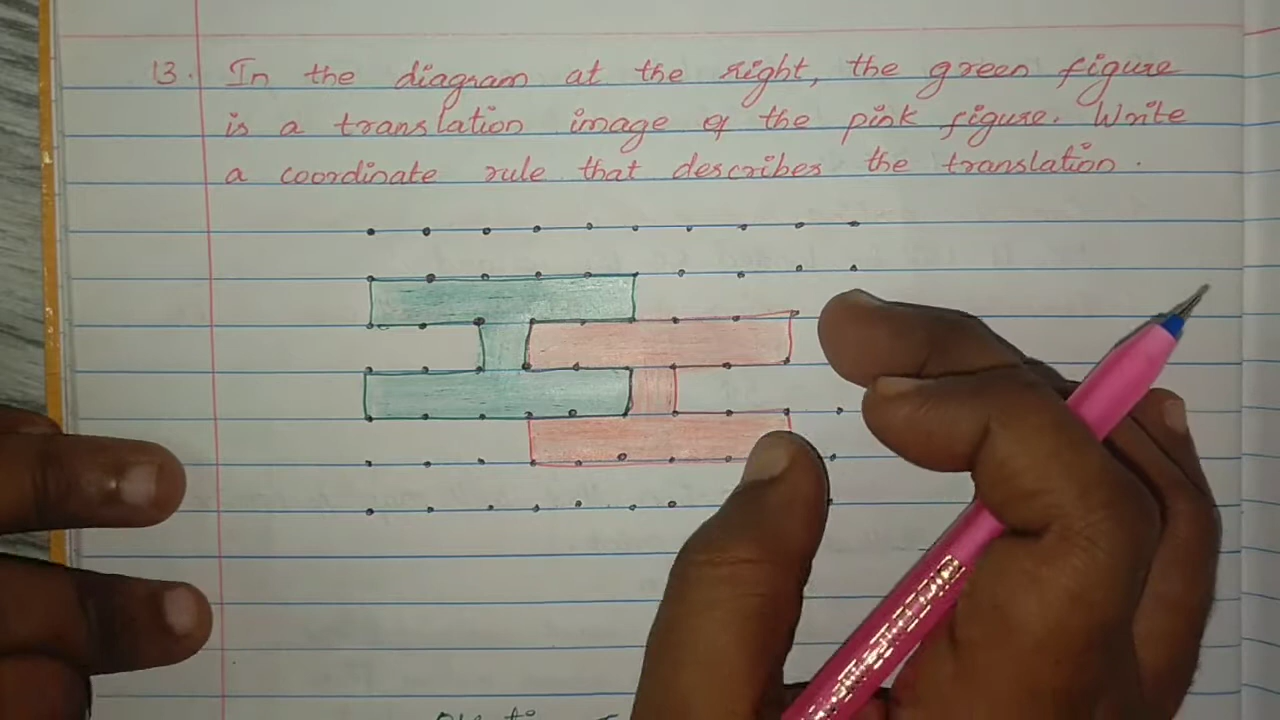 13. In the diagram at the right, the green figure
is a translation image of the pink figure. Write
a coordinate rule that describes the translation.